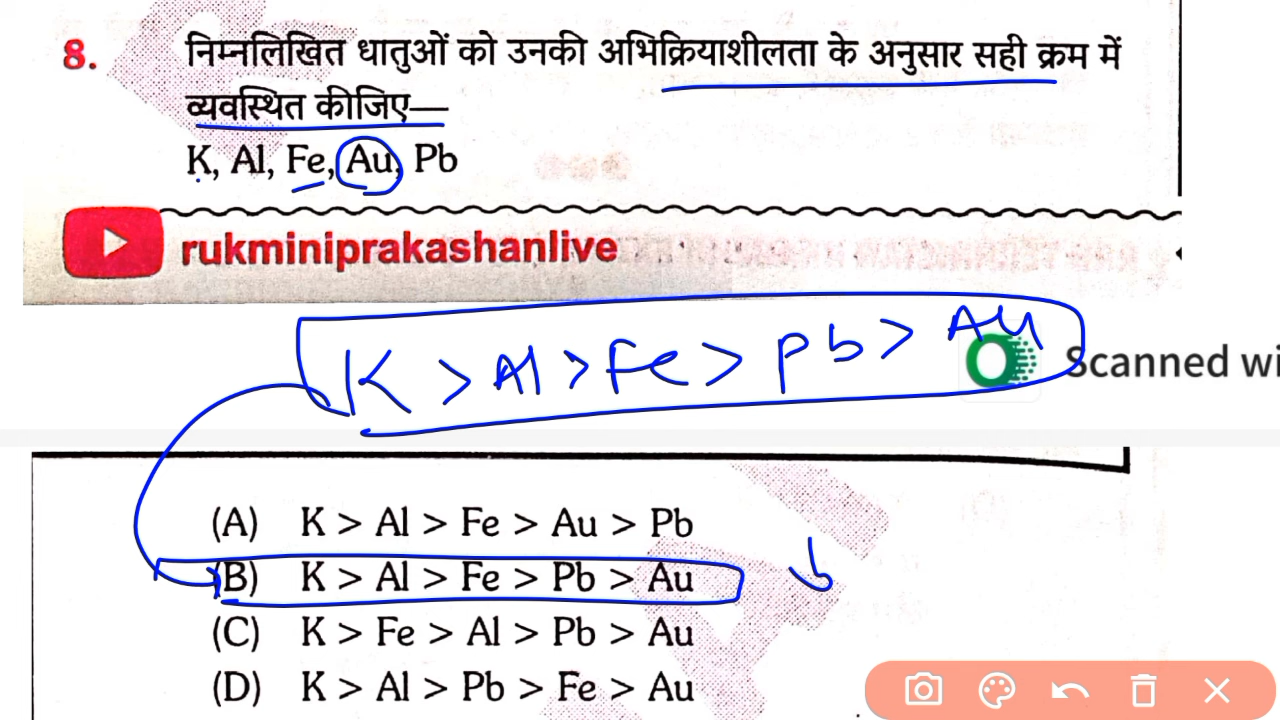 8. निम्नलिखित धातुओं को उनकी अभिक्रियाशीलता के अनुसार सही क्रम में
व्यवस्थित कीजिए—
K, Al, Fe, Au, Pb
rukminiprakashanlive
K > Al > Fe > Pb > Au
Scanned wi
(A) K > Al > Fe > Au > Pb
(B) K > Al > Fe > Pb > Au
(C) K > Fe > Al > Pb > Au
(D) K > Al > Pb > Fe > Au